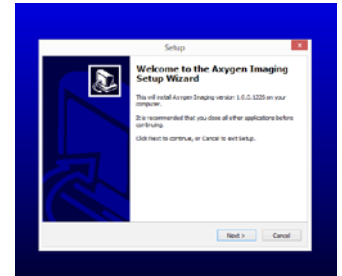 Setup
Welcome to the Axygen Imaging
Setup Wizard
This will install Axygen Imaging version 1.0.0.1225 on your
computer.
It is recommended that you close all other applications before
continuing.
Click Next to continue, or Cancel to exit Setup.
Next >
Cancel